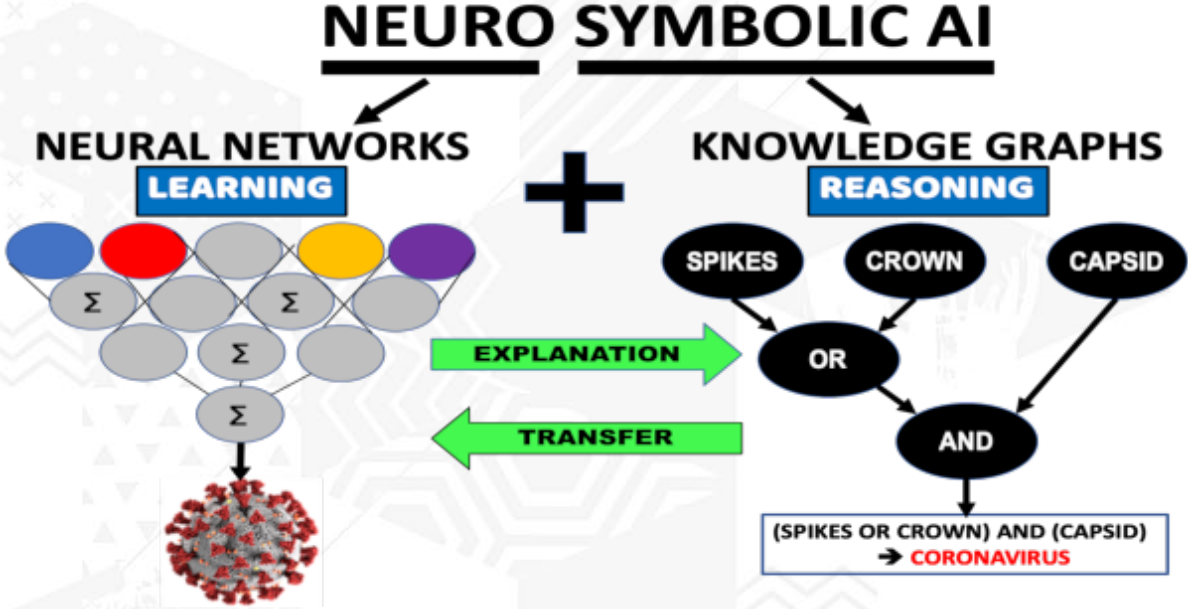 NEURO SYMBOLIC AI
NEURAL NETWORKS
LEARNING
Σ
Σ
Σ
Σ
KNOWLEDGE GRAPHS
REASONING
SPIKES
CROWN
CAPSID
OR
AND
EXPLANATION
TRANSFER
(SPIKES OR CROWN) AND (CAPSID)
➔ CORONAVIRUS